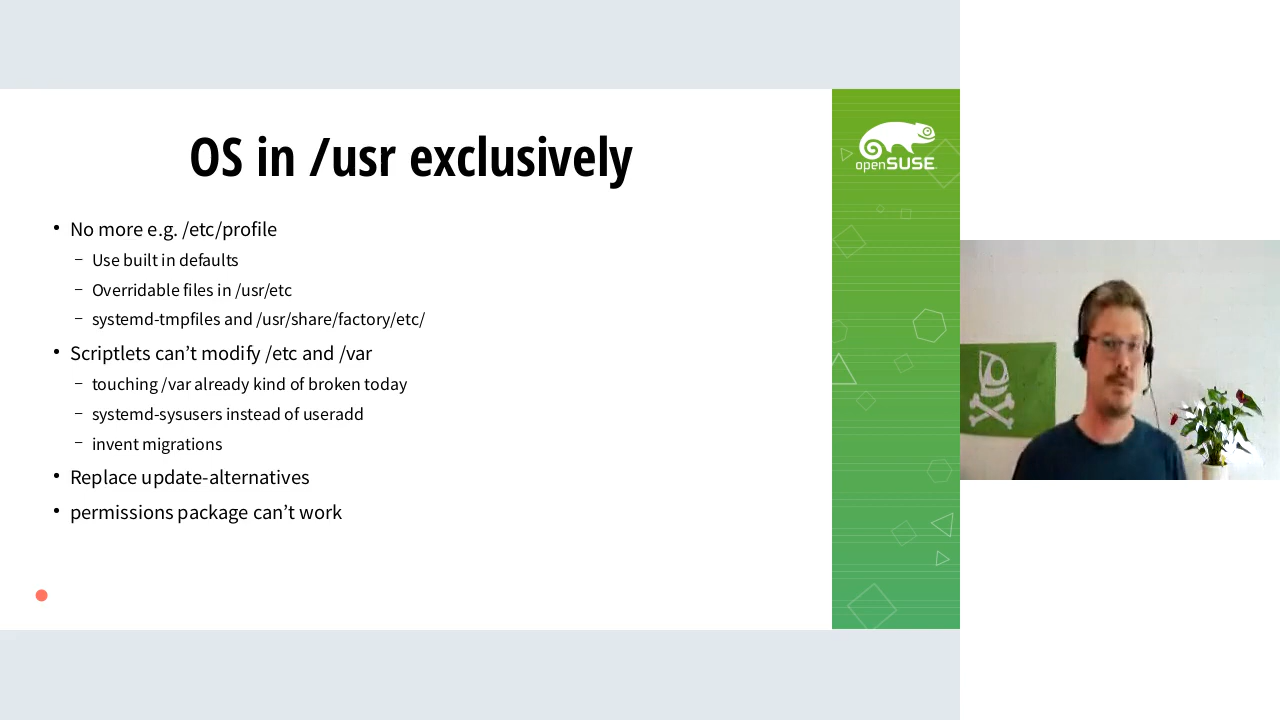 OS in /usr exclusively
openSUSE
• No more e.g. /etc/profile
– Use built in defaults
– Overridable files in /usr/etc
– systemd-tmpfiles and /usr/share/factory/etc/
• Scriptlets can’t modify /etc and /var
– touching /var already kind of broken today
– systemd-sysusers instead of useradd
– invent migrations
• Replace update-alternatives
• permissions package can’t work